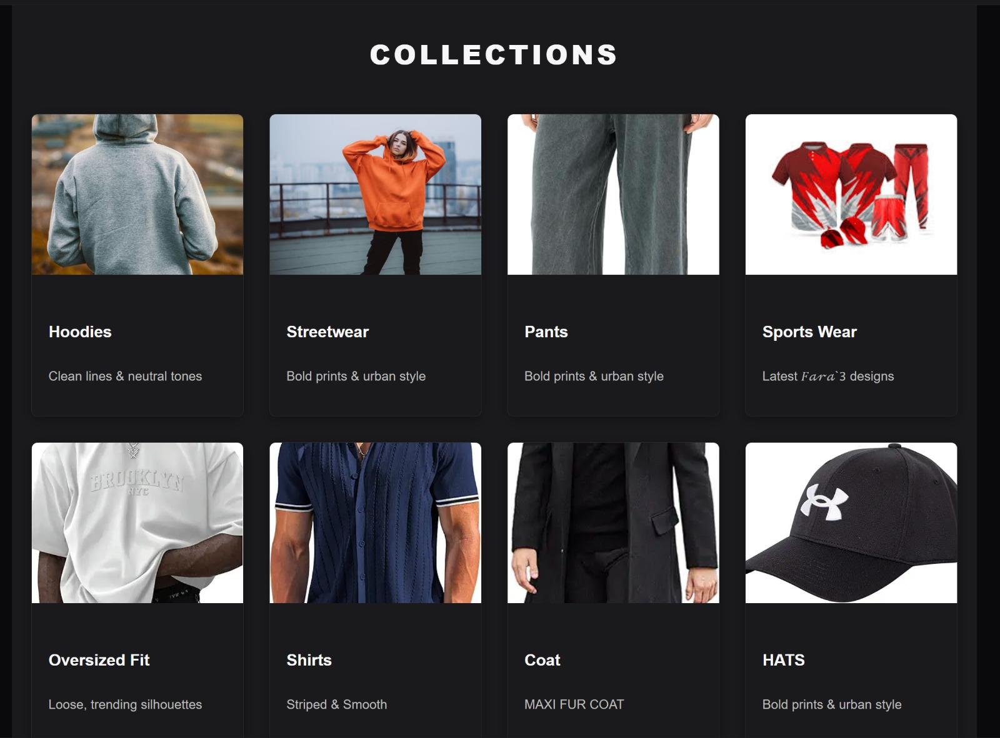 COLLECTIONS
Hoodies
Clean lines & neutral tones
Streetwear
Bold prints & urban style
Pants
Bold prints & urban style
Sports Wear
Latest 𝓕𝓪𝓻𝓪`3 designs
BROOKLYN
NYC
Oversized Fit
Loose, trending silhouettes
Shirts
Striped & Smooth
Coat
MAXI FUR COAT
HATS
Bold prints & urban style